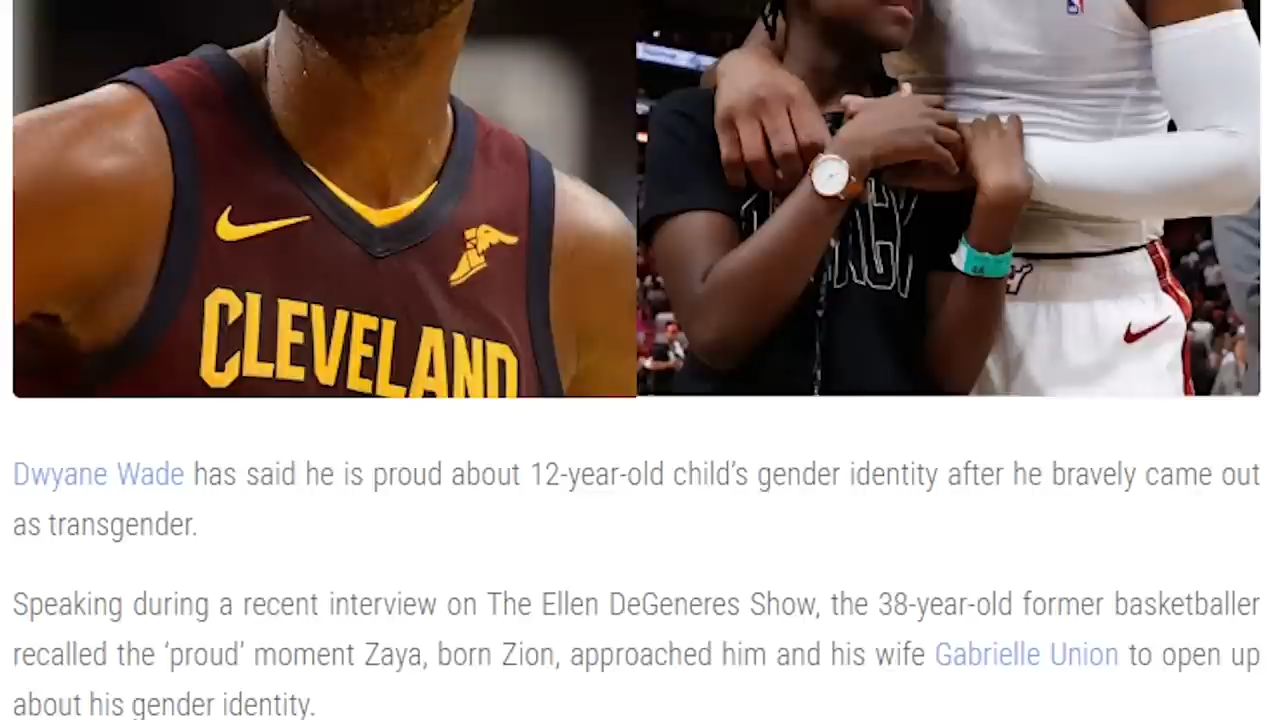 CLEVELAND
Dwyane Wade has said he is proud about 12-year-old child’s gender identity after he bravely came out
as transgender.
Speaking during a recent interview on The Ellen DeGeneres Show, the 38-year-old former basketballer
recalled the ‘proud’ moment Zaya, born Zion, approached him and his wife Gabrielle Union to open up
about his gender identity.